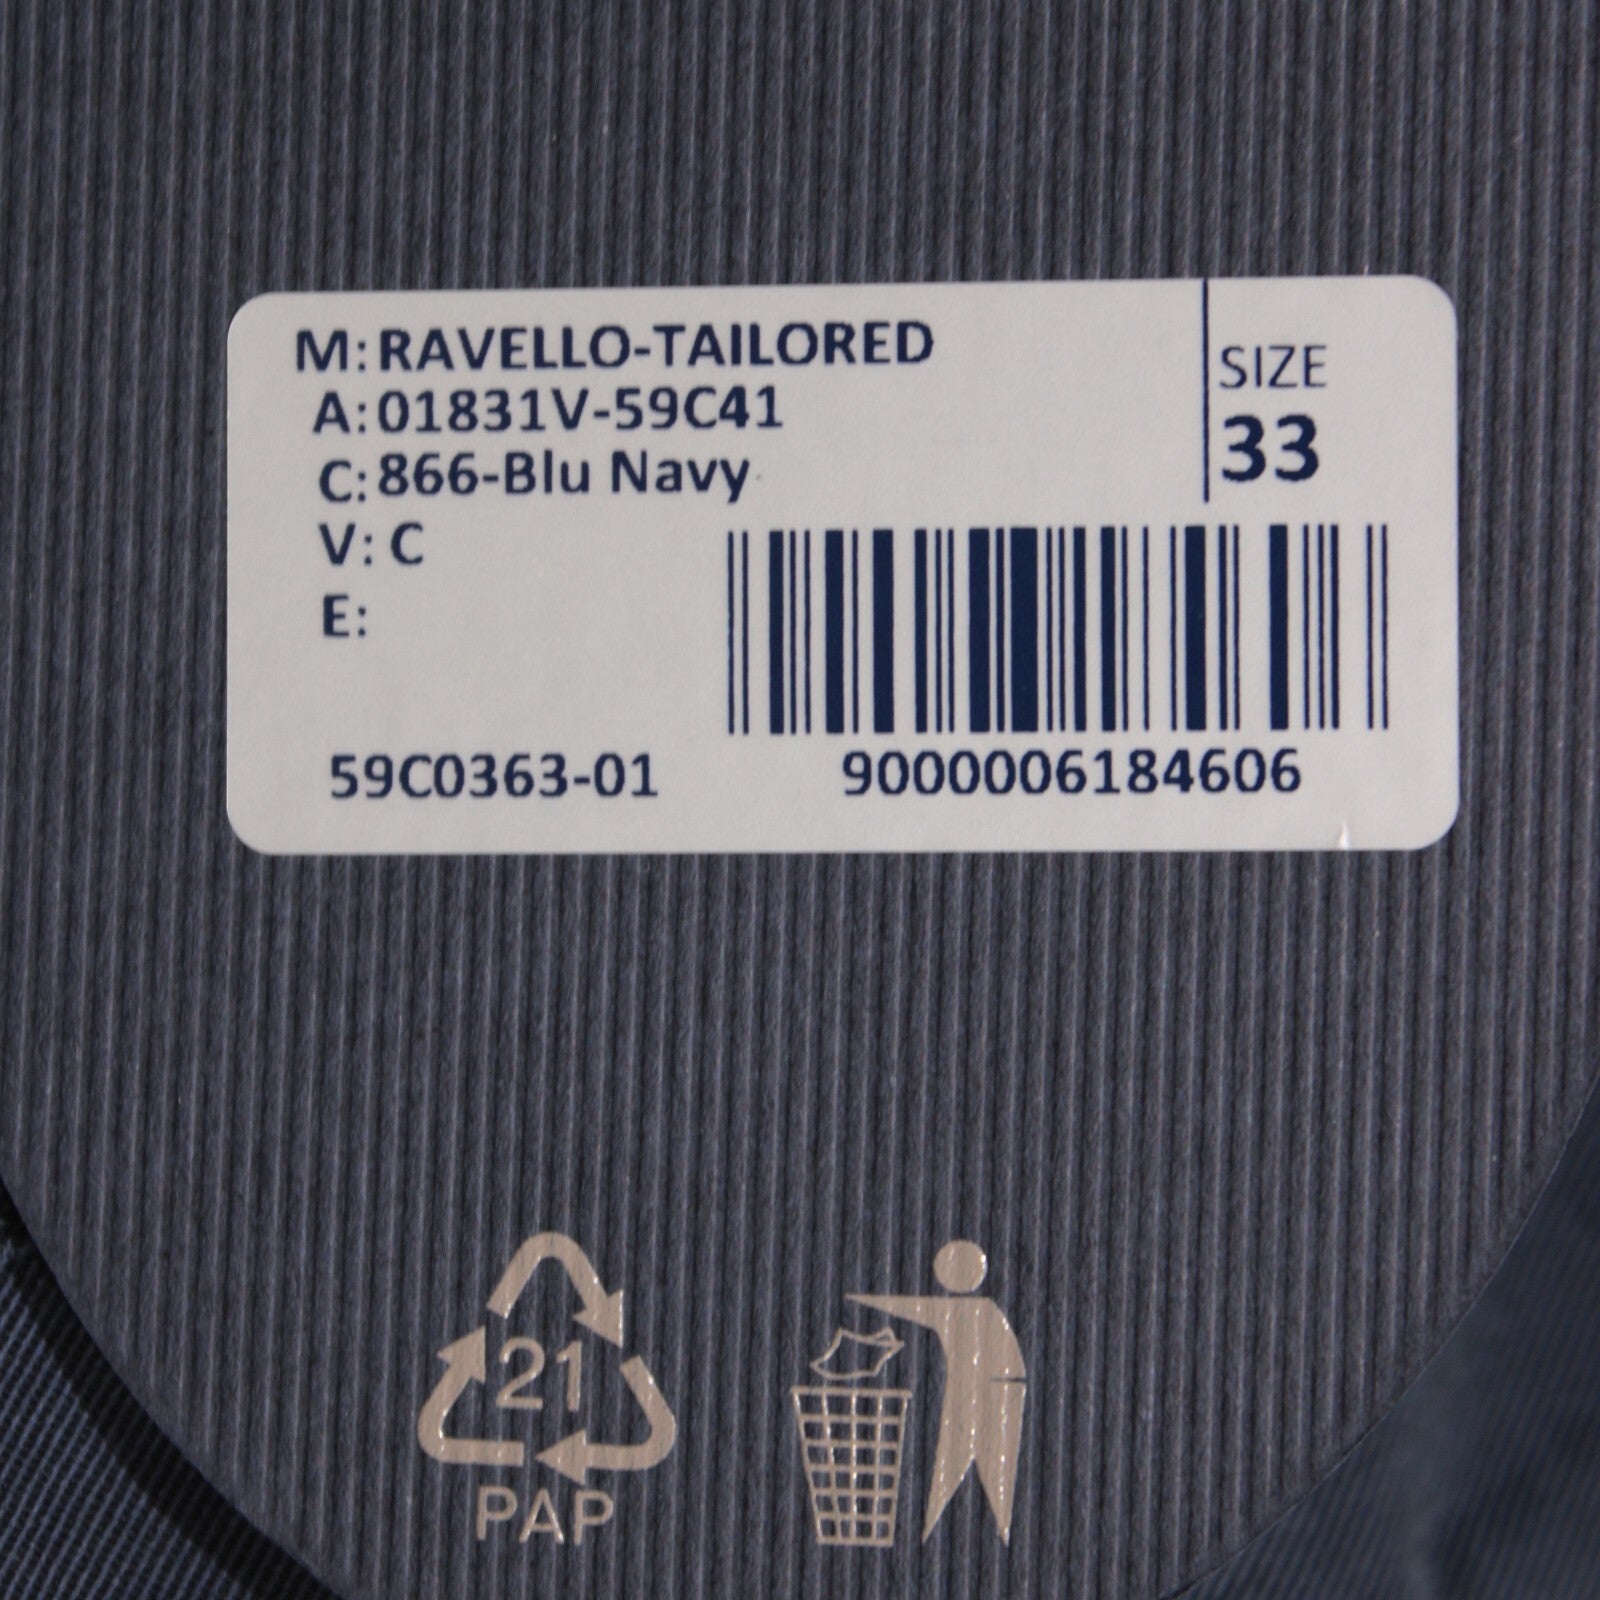 M: RAVELLO-TAILORED
A: 01831V-59C41
C: 866-Blu Navy
V: C
E:
SIZE
33
59C0363-01
9000006184606
21
PAP